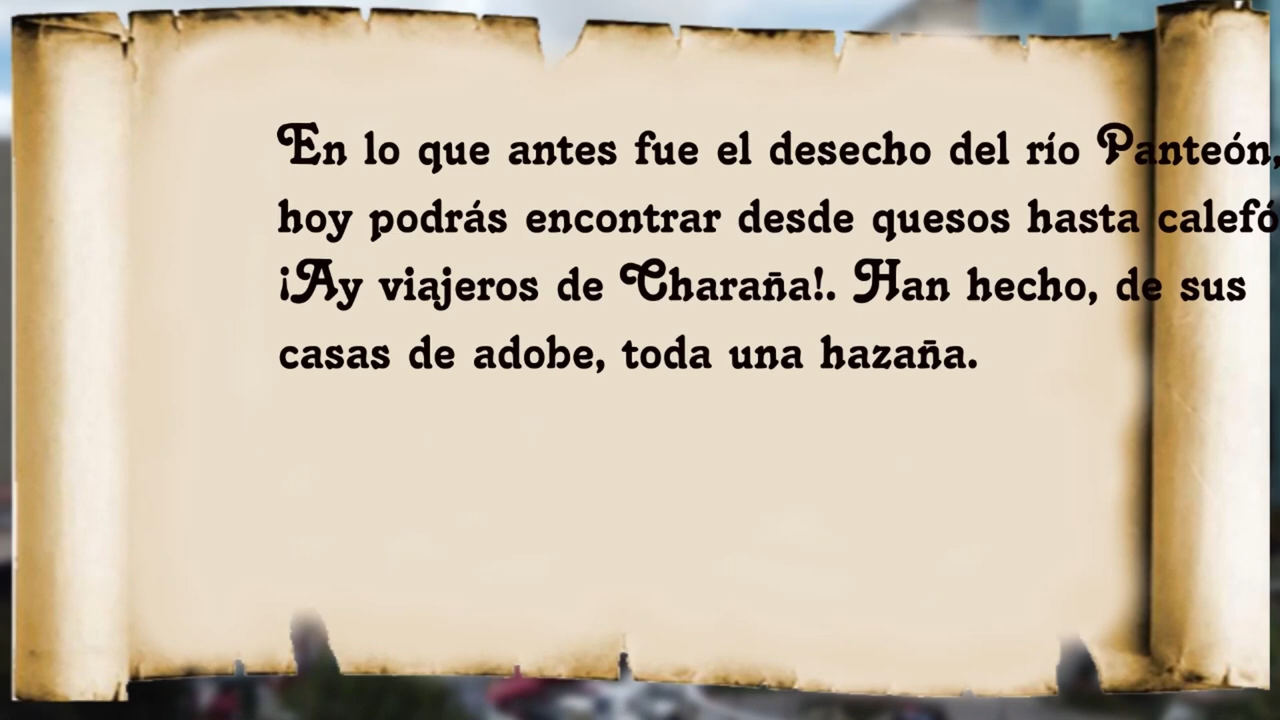 En lo que antes fue el desecho del río Panteón,
hoy podrás encontrar desde quesos hasta calefó
¡Ay viajeros de Charaña!. Han hecho, de sus
casas de adobe, toda una hazaña.